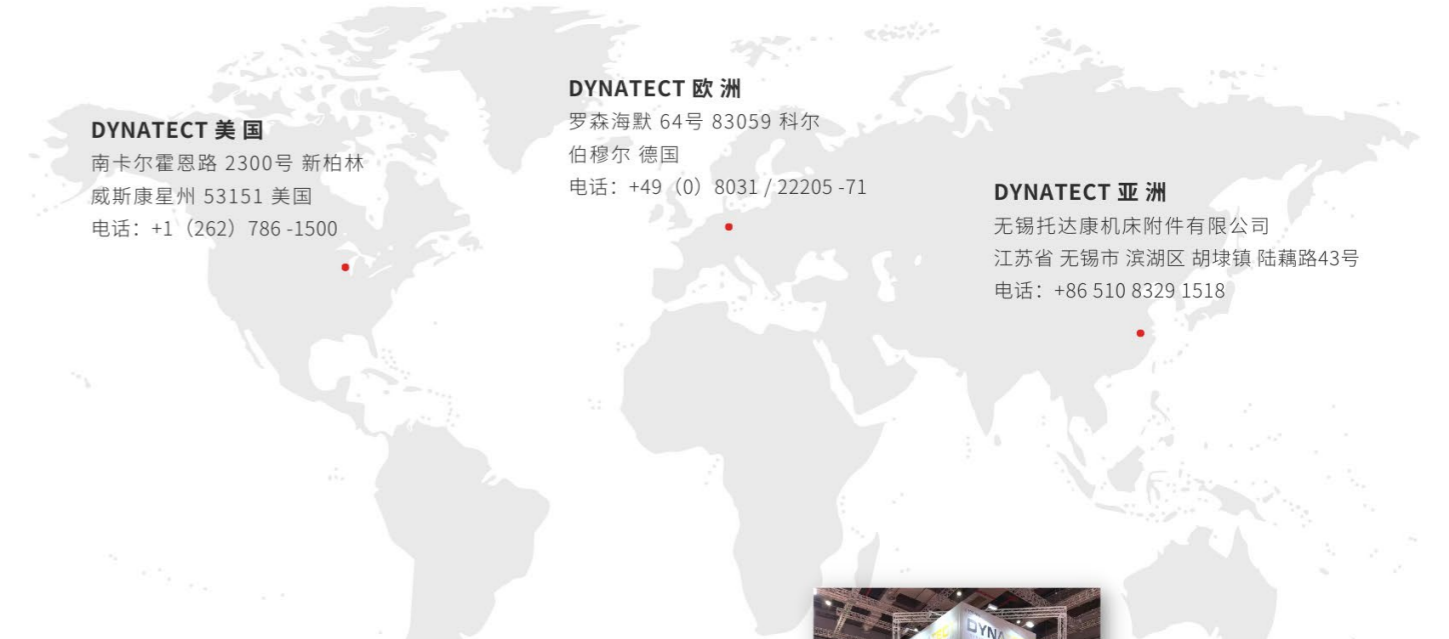 DYNATECT 美国
南卡尔霍恩路 2300号 新柏林
威斯康星州 53151 美国
电话：+1（262）786 -1500
DYNATECT 欧洲
罗森海默 64号 83059 科尔
伯穆尔 德国
电话：+49（0）8031 / 22205 -71
DYNATECT 亚洲
无锡托达康机床附件有限公司
江苏省 无锡市 滨湖区 胡埭镇 陆藕路43号
电话：+86 510 8329 1518
DYNA